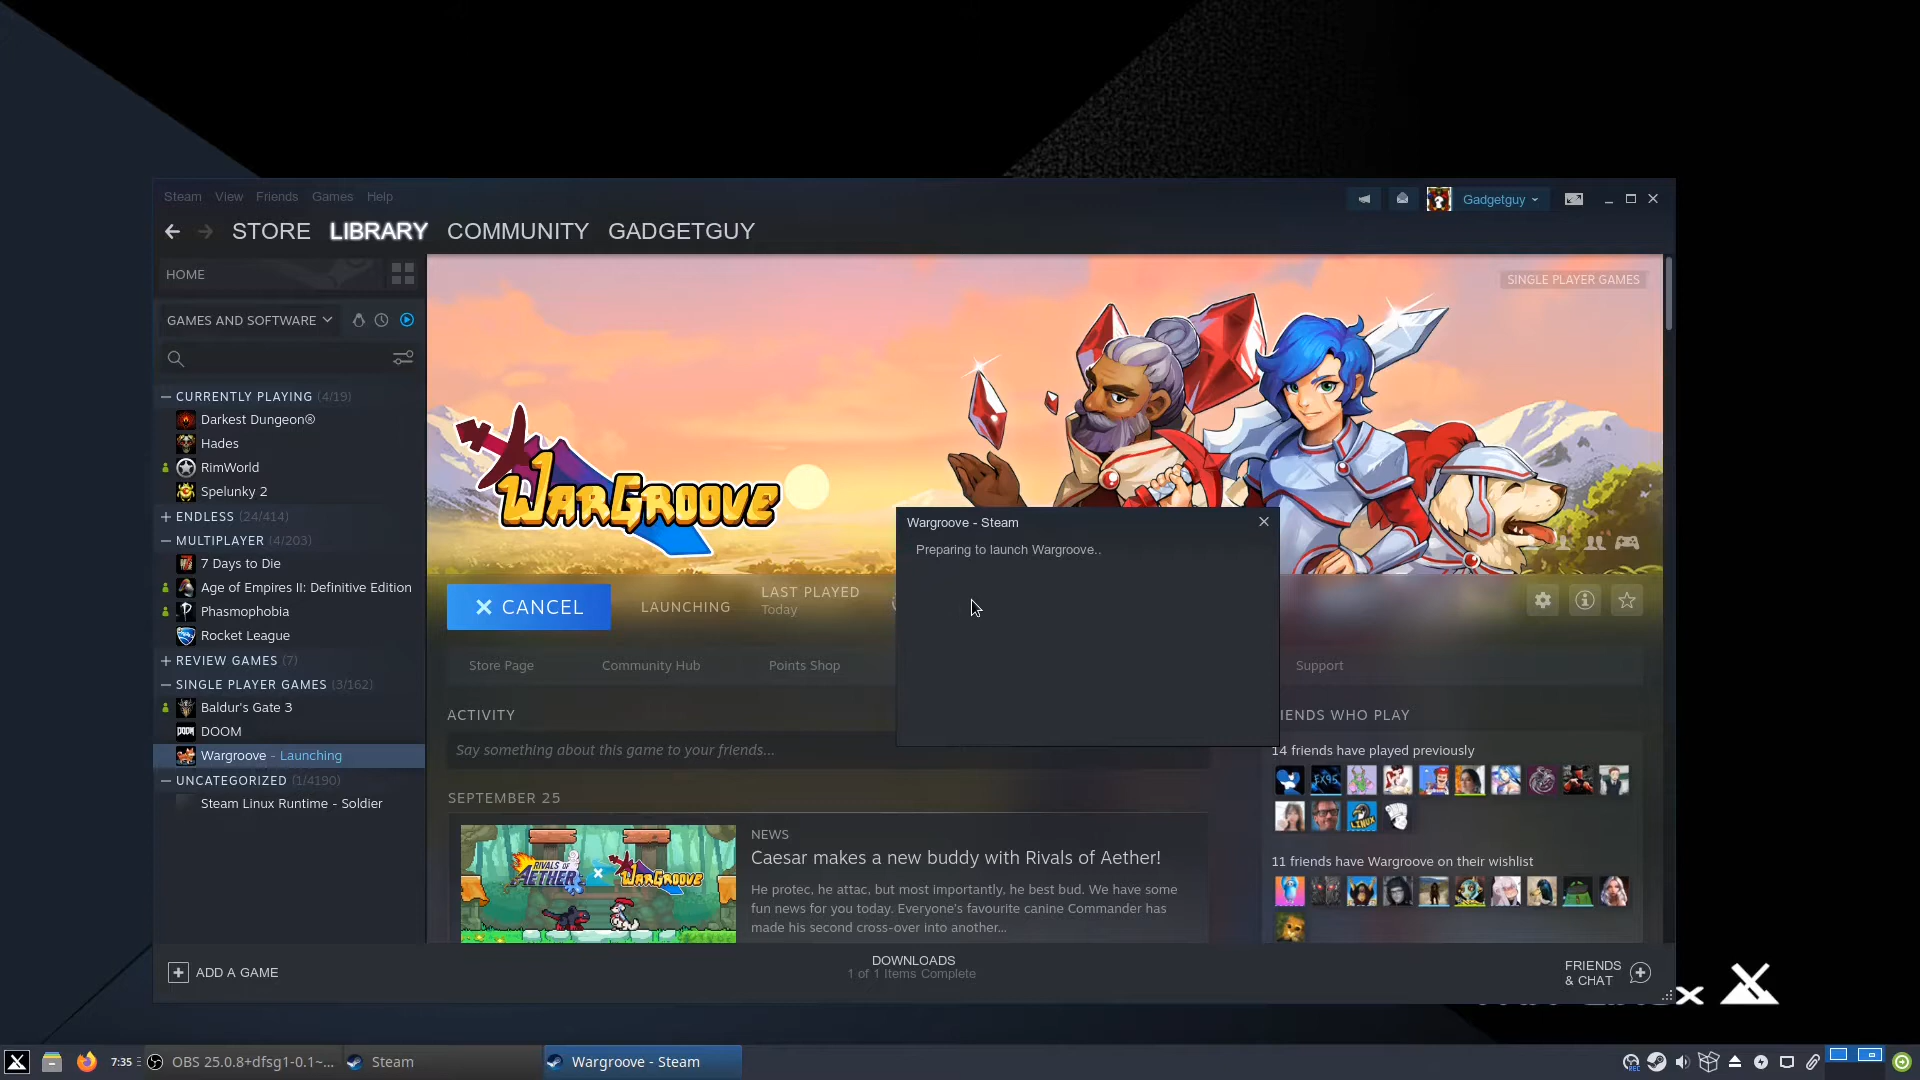 Steam View Friends Games Help
Gadgetguy
STORE LIBRARY COMMUNITY GADGETGUY
HOME
SINGLE PLAYER GAMES
GAMES AND SOFTWARE
CURRENTLY PLAYING (4/19)
Darkest Dungeon®
Hades
RimWorld
Spelunky 2
ENDLESS (24/414)
MULTIPLAYER (4/203)
7 Days to Die
Age of Empires II: Definitive Edition
Phasmophobia
Rocket League
REVIEW GAMES (7)
SINGLE PLAYER GAMES (3/162)
Baldur's Gate 3
DOOM
Wargroove - Launching
UNCATEGORIZED (1/4190)
Steam Linux Runtime - Soldier
WARGROOVE
Wargroove - Steam
Preparing to launch Wargroove..
CANCEL
LAUNCHING
LAST PLAYED
Today
Store Page Community Hub Points Shop Support
ACTIVITY
Say something about this game to your friends...
SEPTEMBER 25
RIVALS OF AETHER X WARGROOVE
NEWS
Caesar makes a new buddy with Rivals of Aether!
He protec, he attac, but most importantly, he best bud. We have some
fun news for you today. Everyone's favourite canine Commander has
made his second cross-over into another...
IENDS WHO PLAY
14 friends have played previously
EX95
LINUX
11 friends have Wargroove on their wishlist
ADD A GAME
DOWNLOADS
1 of 1 Items Complete
FRIENDS
& CHAT
7:35
OBS 25.0.8+dfsg1-0.1~...
Steam
Wargroove - Steam
REC